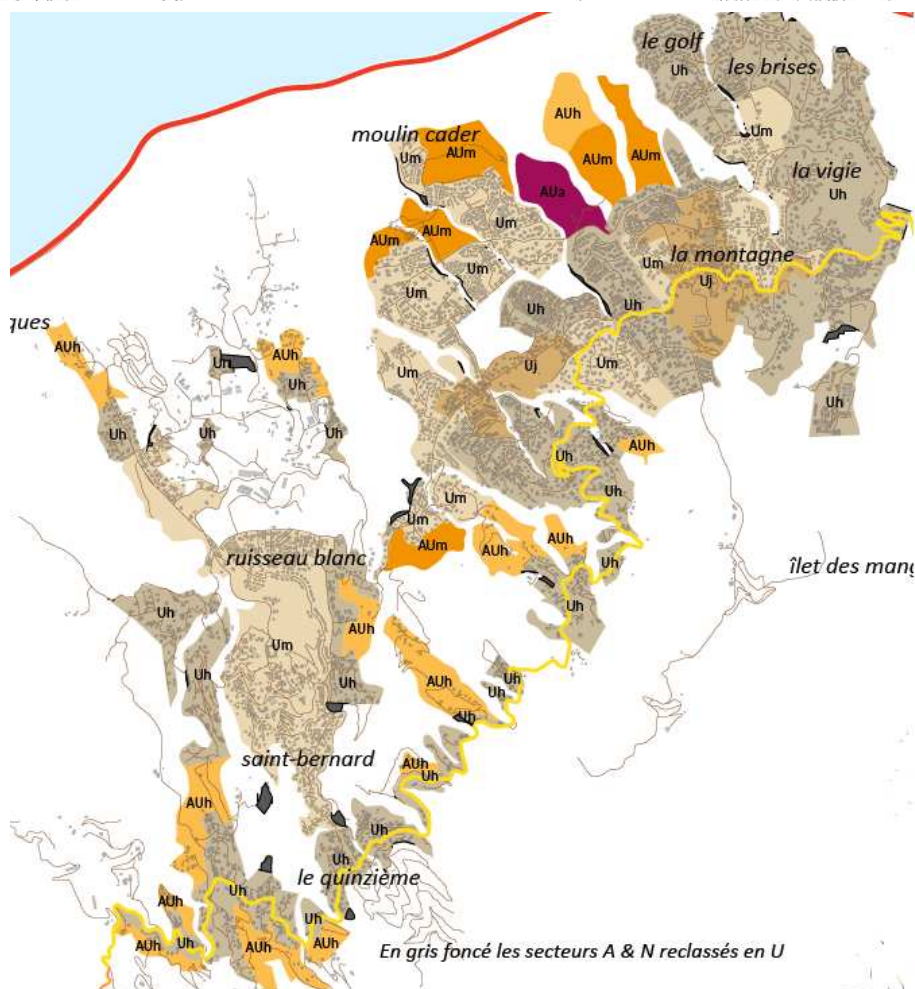 le golf
Uh
les brises
AUh
moulin cader
Um
AUm
AUm
AUm
Um
la vigie
AUa
Uh
Um
AUm
AUm
la montagne
Um
Um
Um
Uj
ques
Uh
Uh
AUh
AUh
Uh
Um
Uj
Um
Uh
Uh
Uh
Uh
Uh
AUh
Uh
Uh
Um
Um
ruisseau blanc
AUm
AUh
AUh
Uh
îlet des mang
Uh
Uh
AUh
Um
Uh
Uh
AUh
Uh
Uh
Uh
saint-bernard
AUh
Uh
AUh
Uh
Uh
le quinzième
Uh
AUh
Uh
AUh
Uh
AUh
AUh
En gris foncé les secteurs A & N reclassés en U